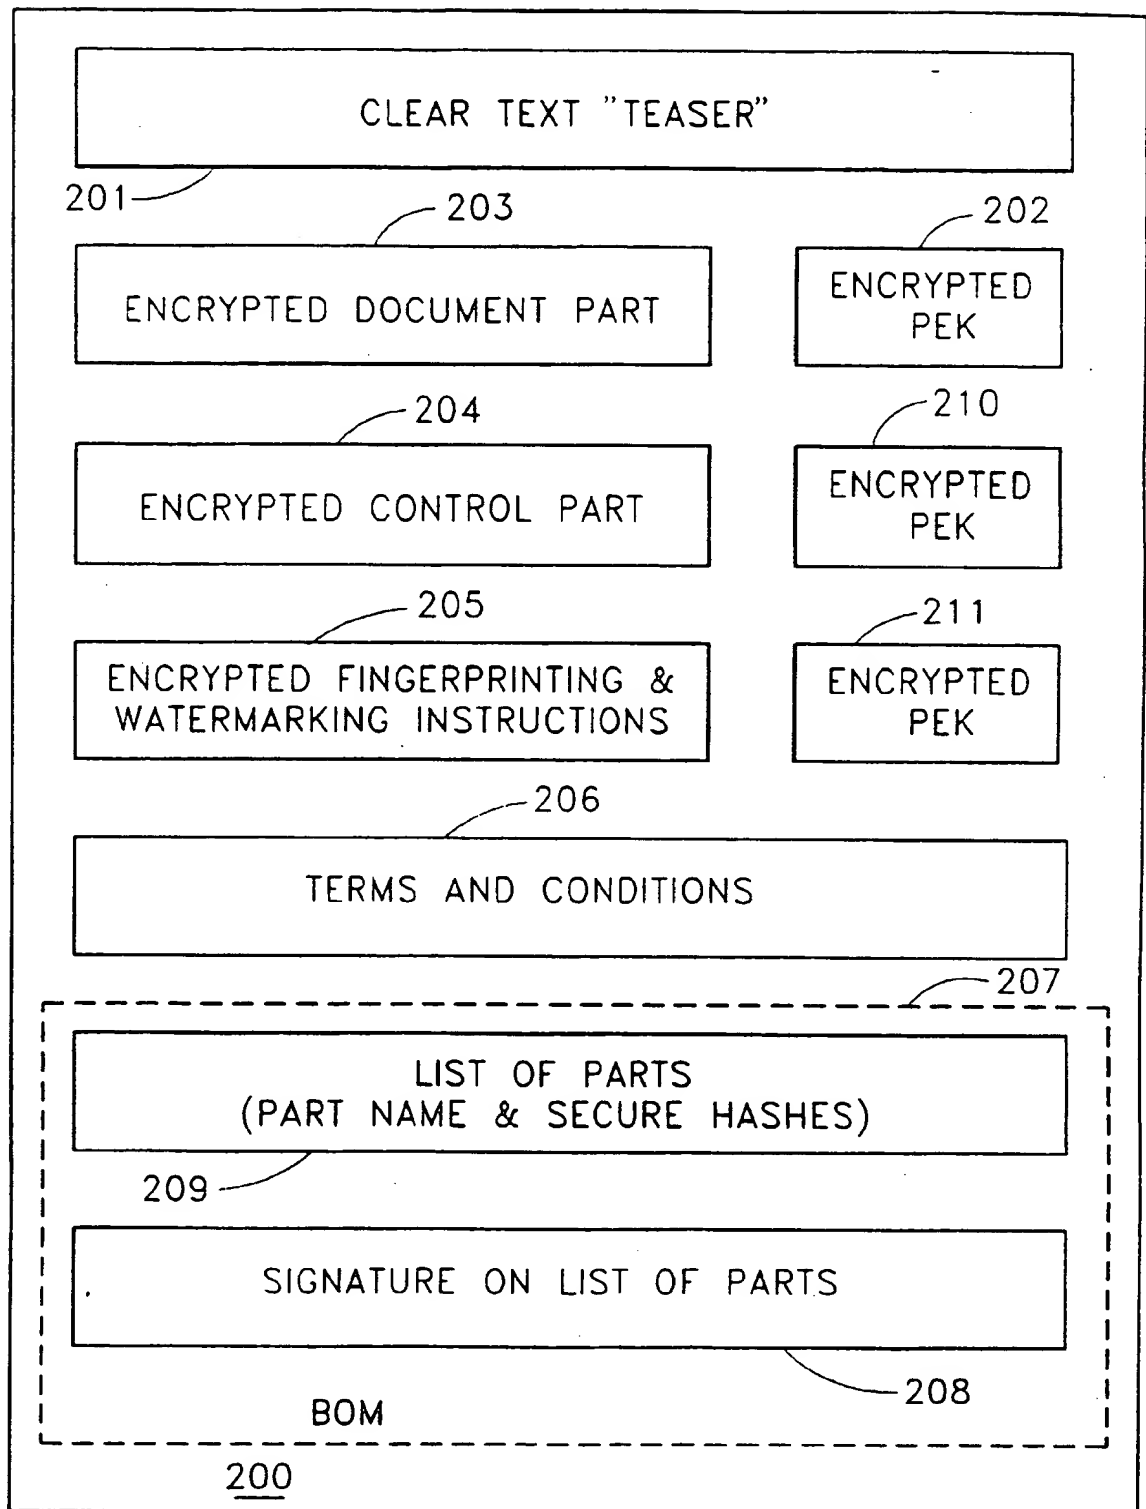 CLEAR TEXT "TEASER"
201
203
202
ENCRYPTED DOCUMENT PART
ENCRYPTED
PEK
204
210
ENCRYPTED CONTROL PART
ENCRYPTED
PEK
205
211
ENCRYPTED FINGERPRINTING &
WATERMARKING INSTRUCTIONS
ENCRYPTED
PEK
206
TERMS AND CONDITIONS
207
LIST OF PARTS
(PART NAME & SECURE HASHES)
209
SIGNATURE ON LIST OF PARTS
208
BOM
200